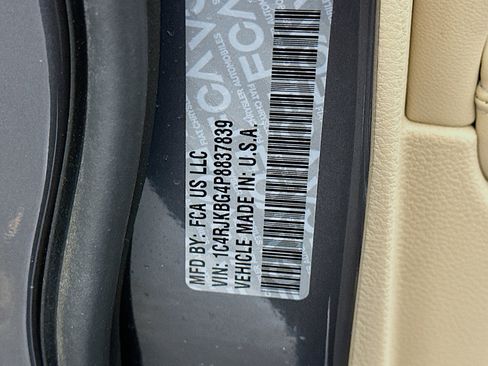 MFD BY: FCA US LLC
VIN: 1C4RJKBG4P8837839
VEHICLE MADE IN: U.S.A.